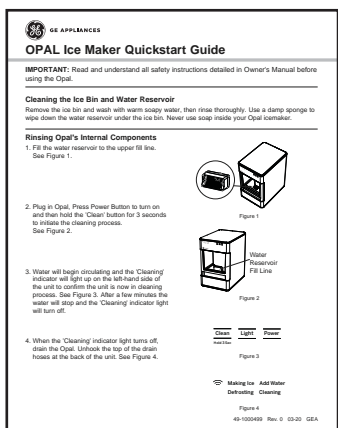 GE APPLIANCES
OPAL Ice Maker Quickstart Guide
IMPORTANT: Read and understand all safety instructions detailed in Owner's Manual before
using the Opal.
Cleaning the Ice Bin and Water Reservoir
Remove the ice bin and wash with warm soapy water, then rinse thoroughly. Use a damp sponge to
wipe down the water reservoir under the ice bin. Never use soap inside your Opal icemaker.
Rinsing Opal's Internal Components
1. Fill the water reservoir to the upper fill line.
See Figure 1.
Figure 1
2. Plug in Opal, Press Power Button to turn on
and then hold the 'Clean' button for 3 seconds
to initiate the cleaning process.
See Figure 2.
Water
Reservoir
Fill Line
Figure 2
3. Water will begin circulating and the 'Cleaning'
indicator will light up on the left-hand side of
the unit to confirm the unit is now in cleaning
process. See Figure 3. After a few minutes the
water will stop and the 'Cleaning' indicator light
will turn off.
Clean Light Power
Hold 3 Sec
Figure 3
4. When the 'Cleaning' indicator light turns off,
drain the Opal. Unhook the top of the drain
hoses at the back of the unit. See Figure 4.
Making Ice Add Water
Defrosting Cleaning
Figure 4
49-1000499 Rev. 0 03-20 GEA